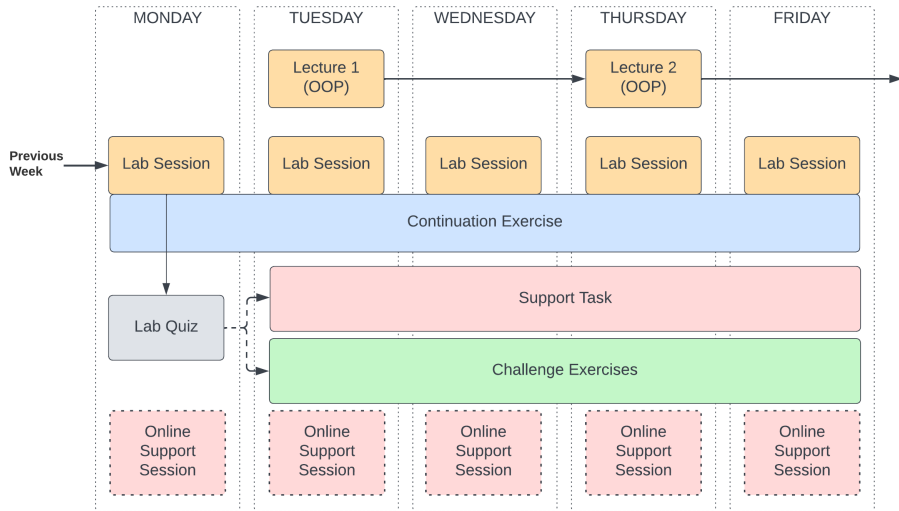 MONDAY
TUESDAY
WEDNESDAY
THURSDAY
FRIDAY
Lecture 1
(OOP)
Lecture 2
(OOP)
Previous
Week
Lab Session
Lab Session
Lab Session
Lab Session
Lab Session
Continuation Exercise
Support Task
Lab Quiz
Challenge Exercises
Online
Support
Session
Online
Support
Session
Online
Support
Session
Online
Support
Session
Online
Support
Session